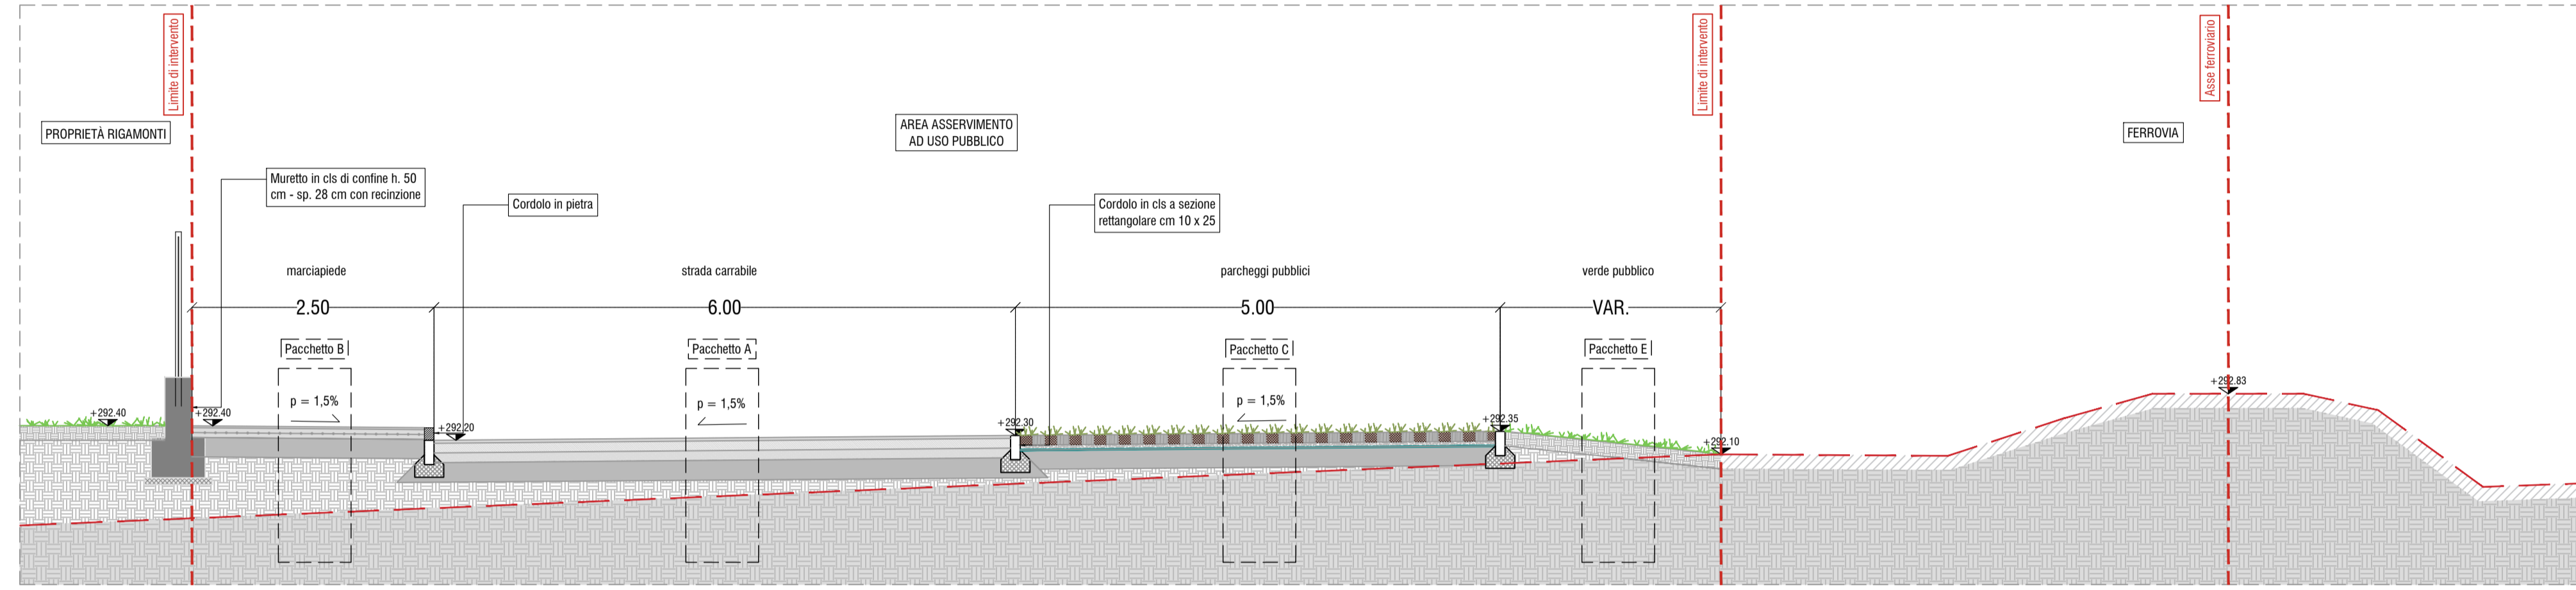 Limite di intervento
Limite di intervento
Asse ferroviario
PROPRIETÀ RIGAMONTI
AREA ASSERVIMENTO
AD USO PUBBLICO
FERROVIA
Muretto in cls di confine h. 50
cm - sp. 28 cm con recinzione
Cordolo in pietra
Cordolo in cls a sezione
rettangolare cm 10 x 25
marciapiede
strada carrabile
parcheggi pubblici
verde pubblico
2.50
6.00
5.00
VAR.
Pacchetto B
Pacchetto A
Pacchetto C
Pacchetto E
p = 1,5%
p = 1,5%
p = 1,5%
+292.40
+292.40
+292.20
+292.30
+292.35
+292.10
+292.83